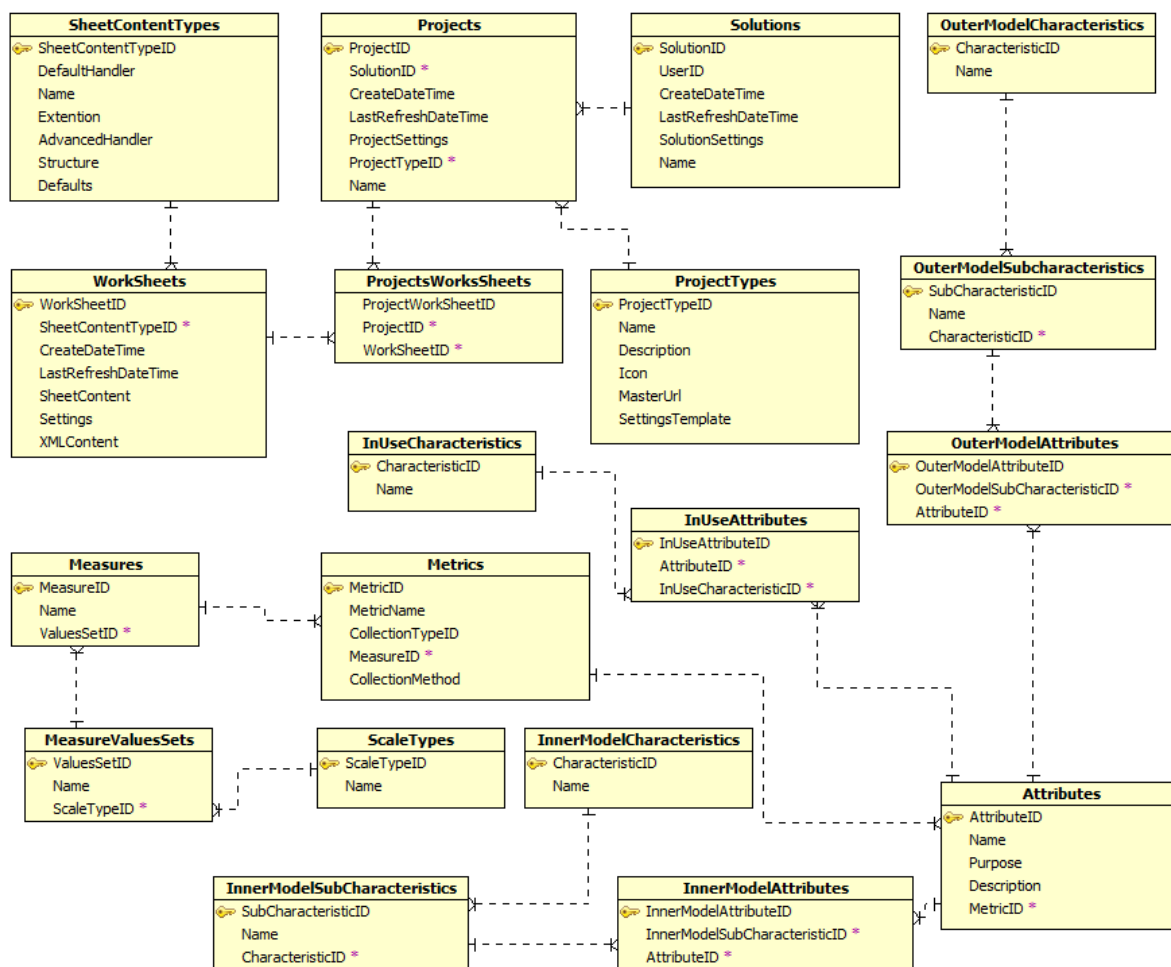 SheetContentTypes
SheetContentTypeID
DefaultHandler
Name
Extention
AdvancedHandler
Structure
Defaults
Projects
ProjectID
SolutionID *
CreateDateTime
LastRefreshDateTime
ProjectSettings
ProjectTypeID *
Name
Solutions
SolutionID
UserID
CreateDateTime
LastRefreshDateTime
SolutionSettings
Name
OuterModelCharacteristics
CharacteristicID
Name
WorkSheets
WorkSheetID
SheetContentTypeID *
CreateDateTime
LastRefreshDateTime
SheetContent
Settings
XMLContent
ProjectsWorksSheets
ProjectWorkSheetID
ProjectID *
WorkSheetID *
ProjectTypes
ProjectTypeID
Name
Description
Icon
MasterUrl
SettingsTemplate
OuterModelSubcharacteristics
SubCharacteristicID
Name
CharacteristicID *
InUseCharacteristics
CharacteristicID
Name
OuterModelAttributes
OuterModelAttributeID
OuterModelSubCharacteristicID *
AttributeID *
InUseAttributes
InUseAttributeID
AttributeID *
InUseCharacteristicID *
Measures
MeasureID
Name
ValuesSetID *
Metrics
MetricID
MetricName
CollectionTypeID
MeasureID *
CollectionMethod
MeasureValuesSets
ValuesSetID
Name
ScaleTypeID *
ScaleTypes
ScaleTypeID
Name
InnerModelCharacteristics
CharacteristicID
Name
Attributes
AttributeID
Name
Purpose
Description
MetricID *
InnerModelSubCharacteristics
SubCharacteristicID
Name
CharacteristicID *
InnerModelAttributes
InnerModelAttributeID
InnerModelSubCharacteristicID *
AttributeID *